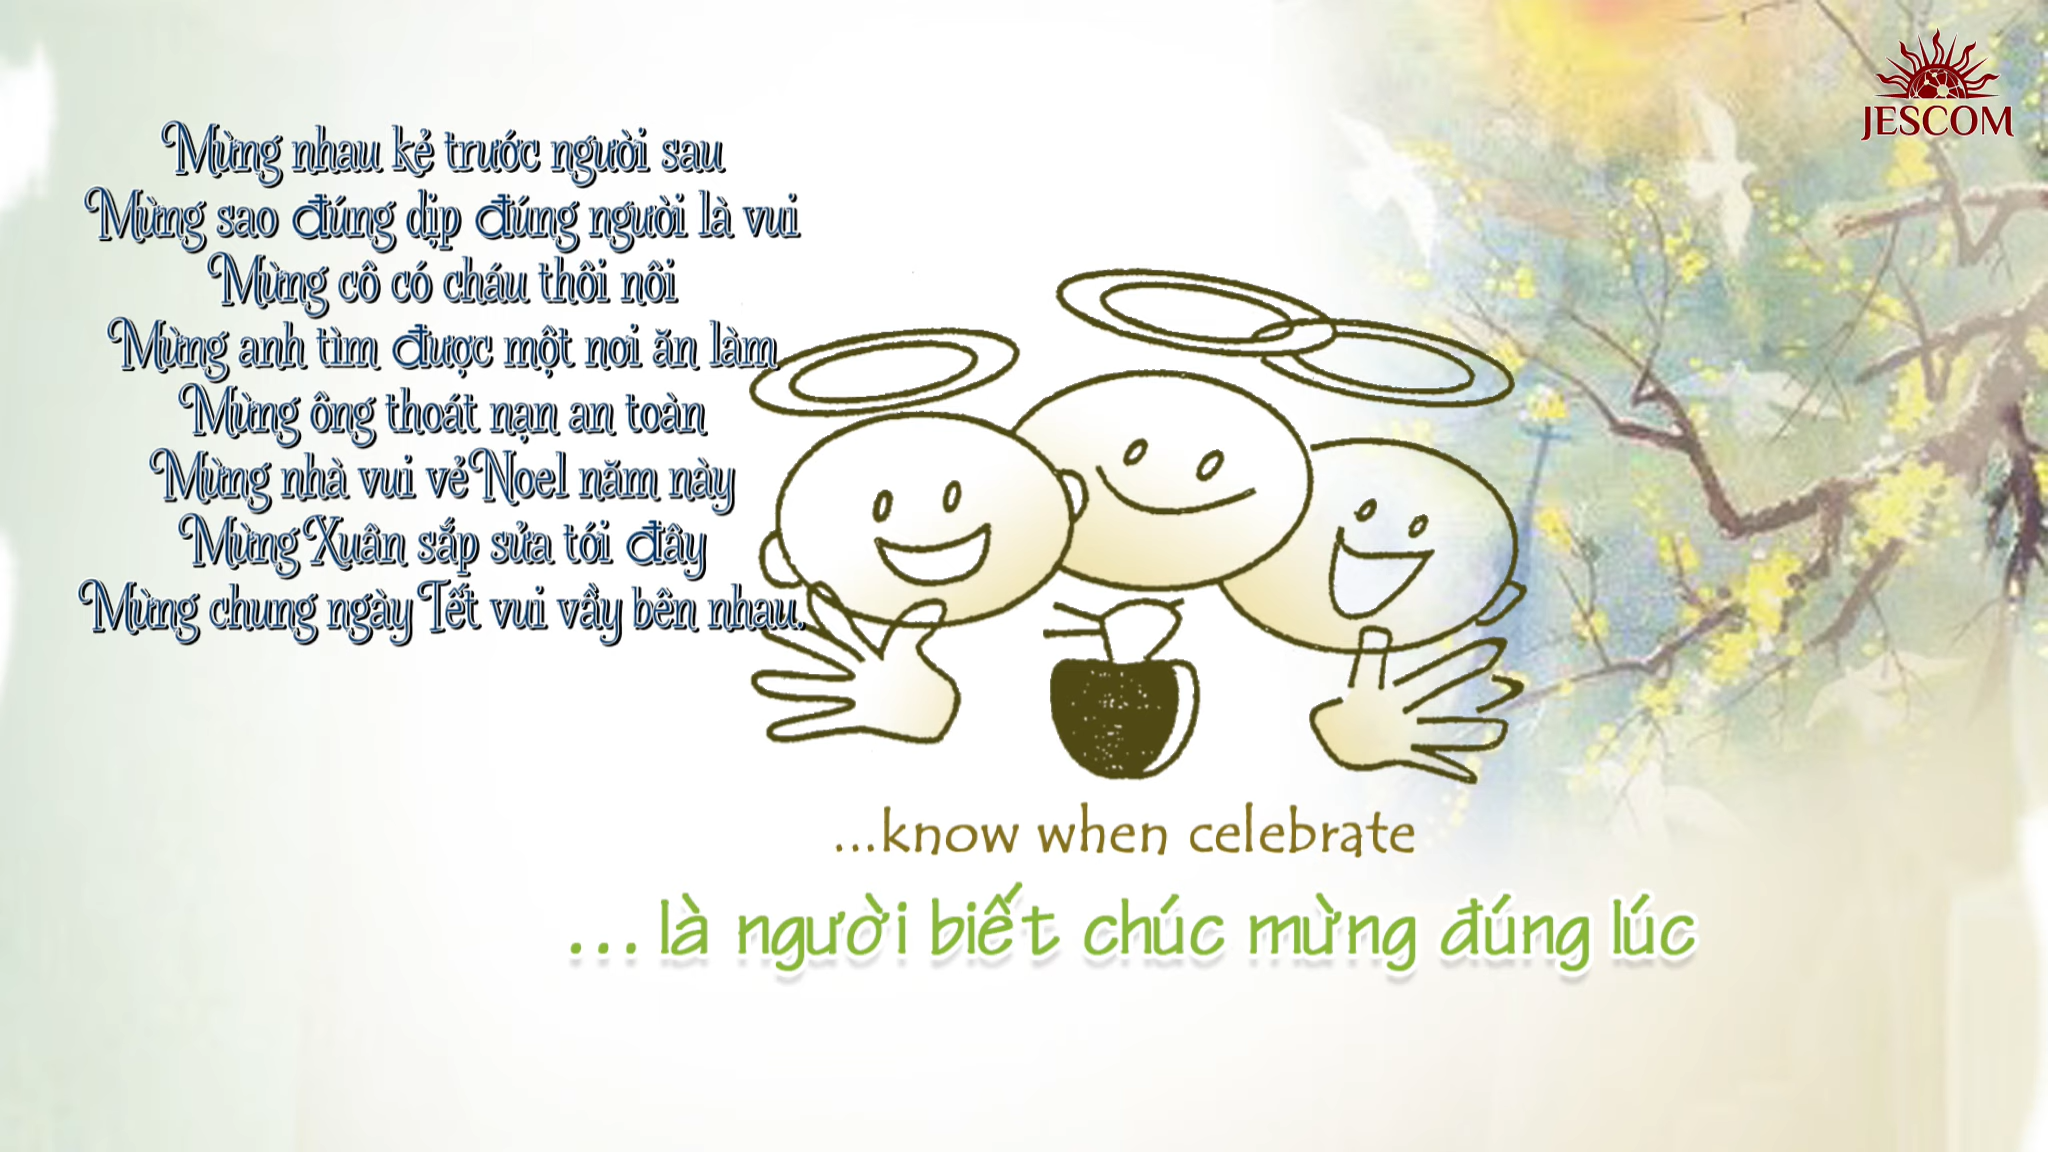 JESCOM
Mừng nhau kẻ trước người sau
Mừng sao đúng dịp đúng người là vui
Mừng cô có cháu thôi nôi
Mừng anh tìm được một nơi ăn làm
Mừng ông thoát nạn an toàn
Mừng nhà vui vẻ Noel năm này
Mừng Xuân sắp sửa tới đây
Mừng chung ngày Tết vui vầy bên nhau.
...know when celebrate
...là người biết chúc mừng đúng lúc